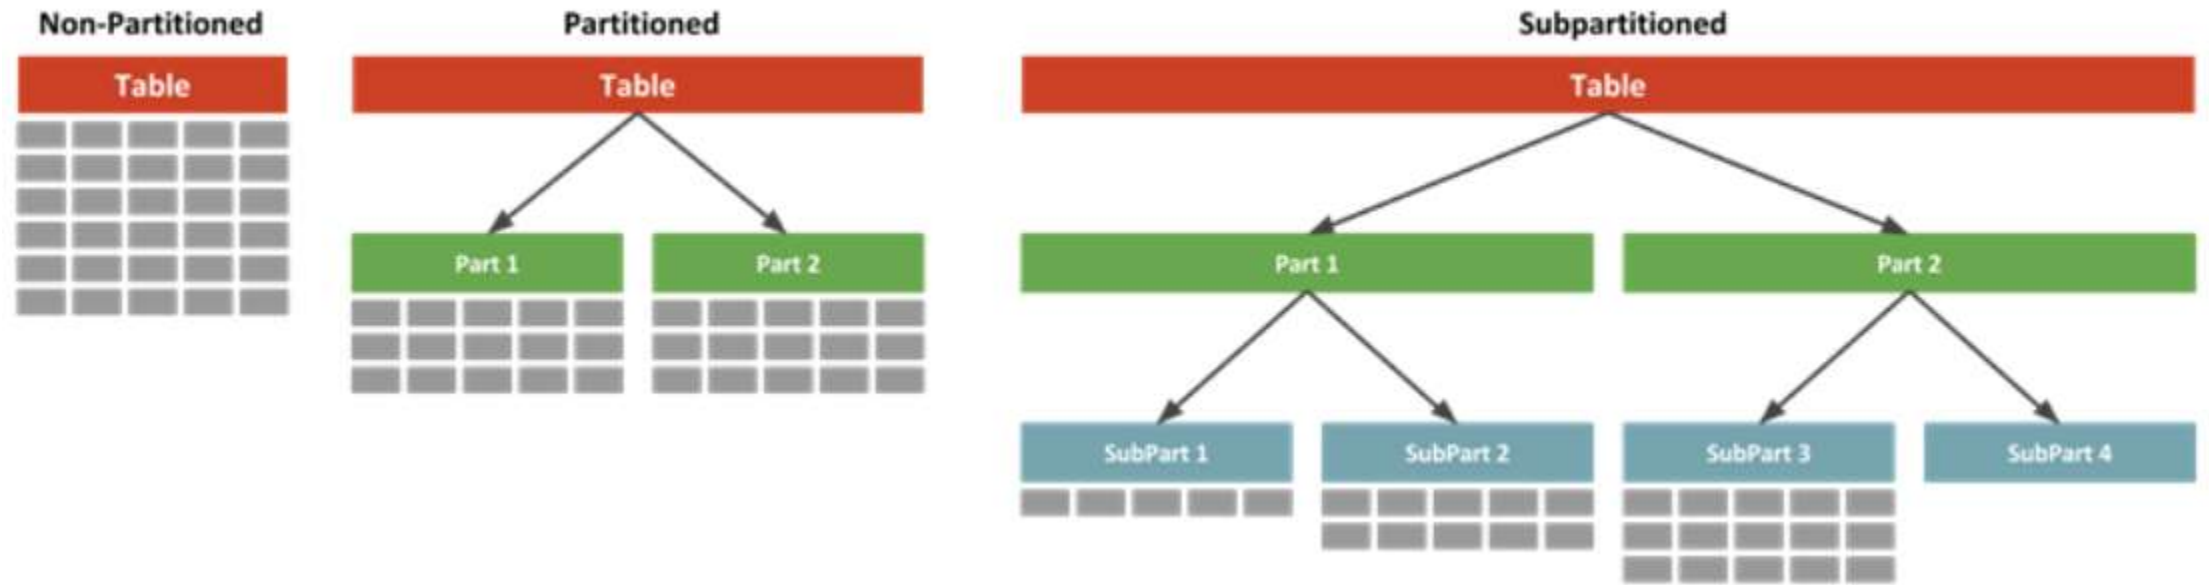 Non-Partitioned
Partitioned
Subpartitioned
Table
Table
Table
Part 1
Part 2
Part 1
Part 2
SubPart 1
SubPart 2
SubPart 3
SubPart 4